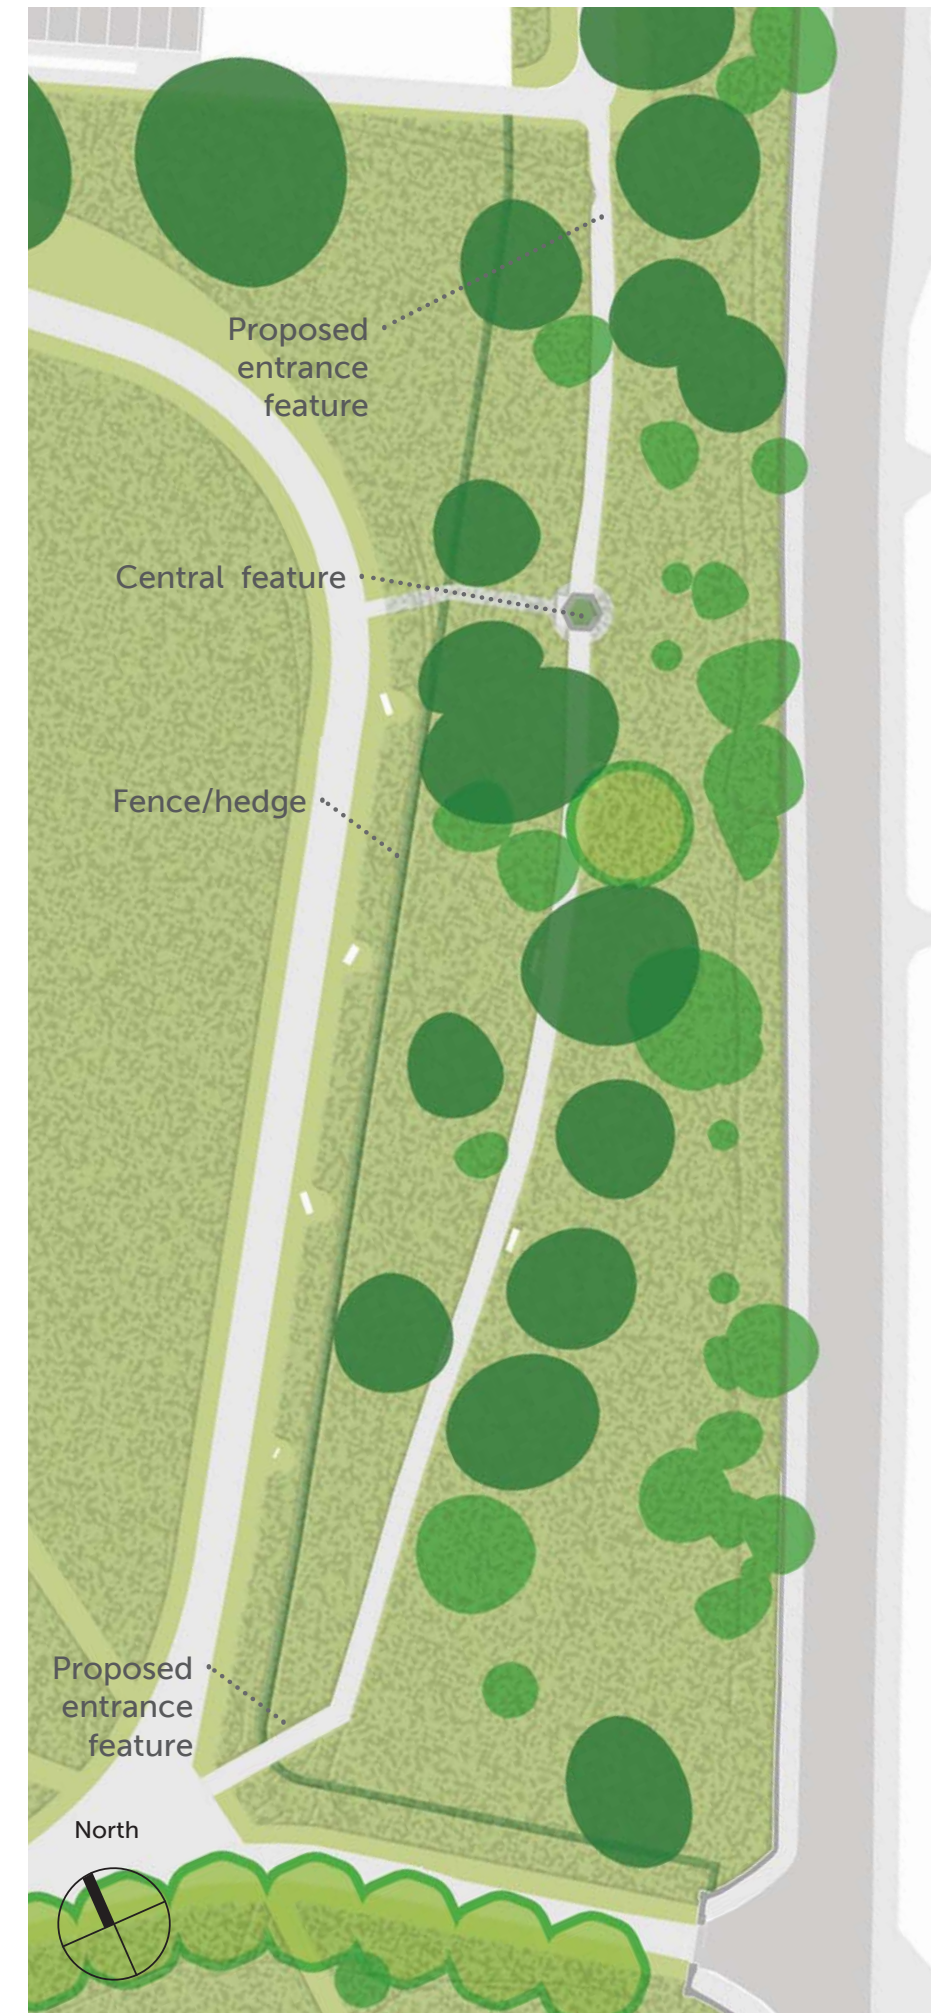 Proposed
entrance
feature
Central feature
Fence/hedge
Proposed
entrance
feature
North